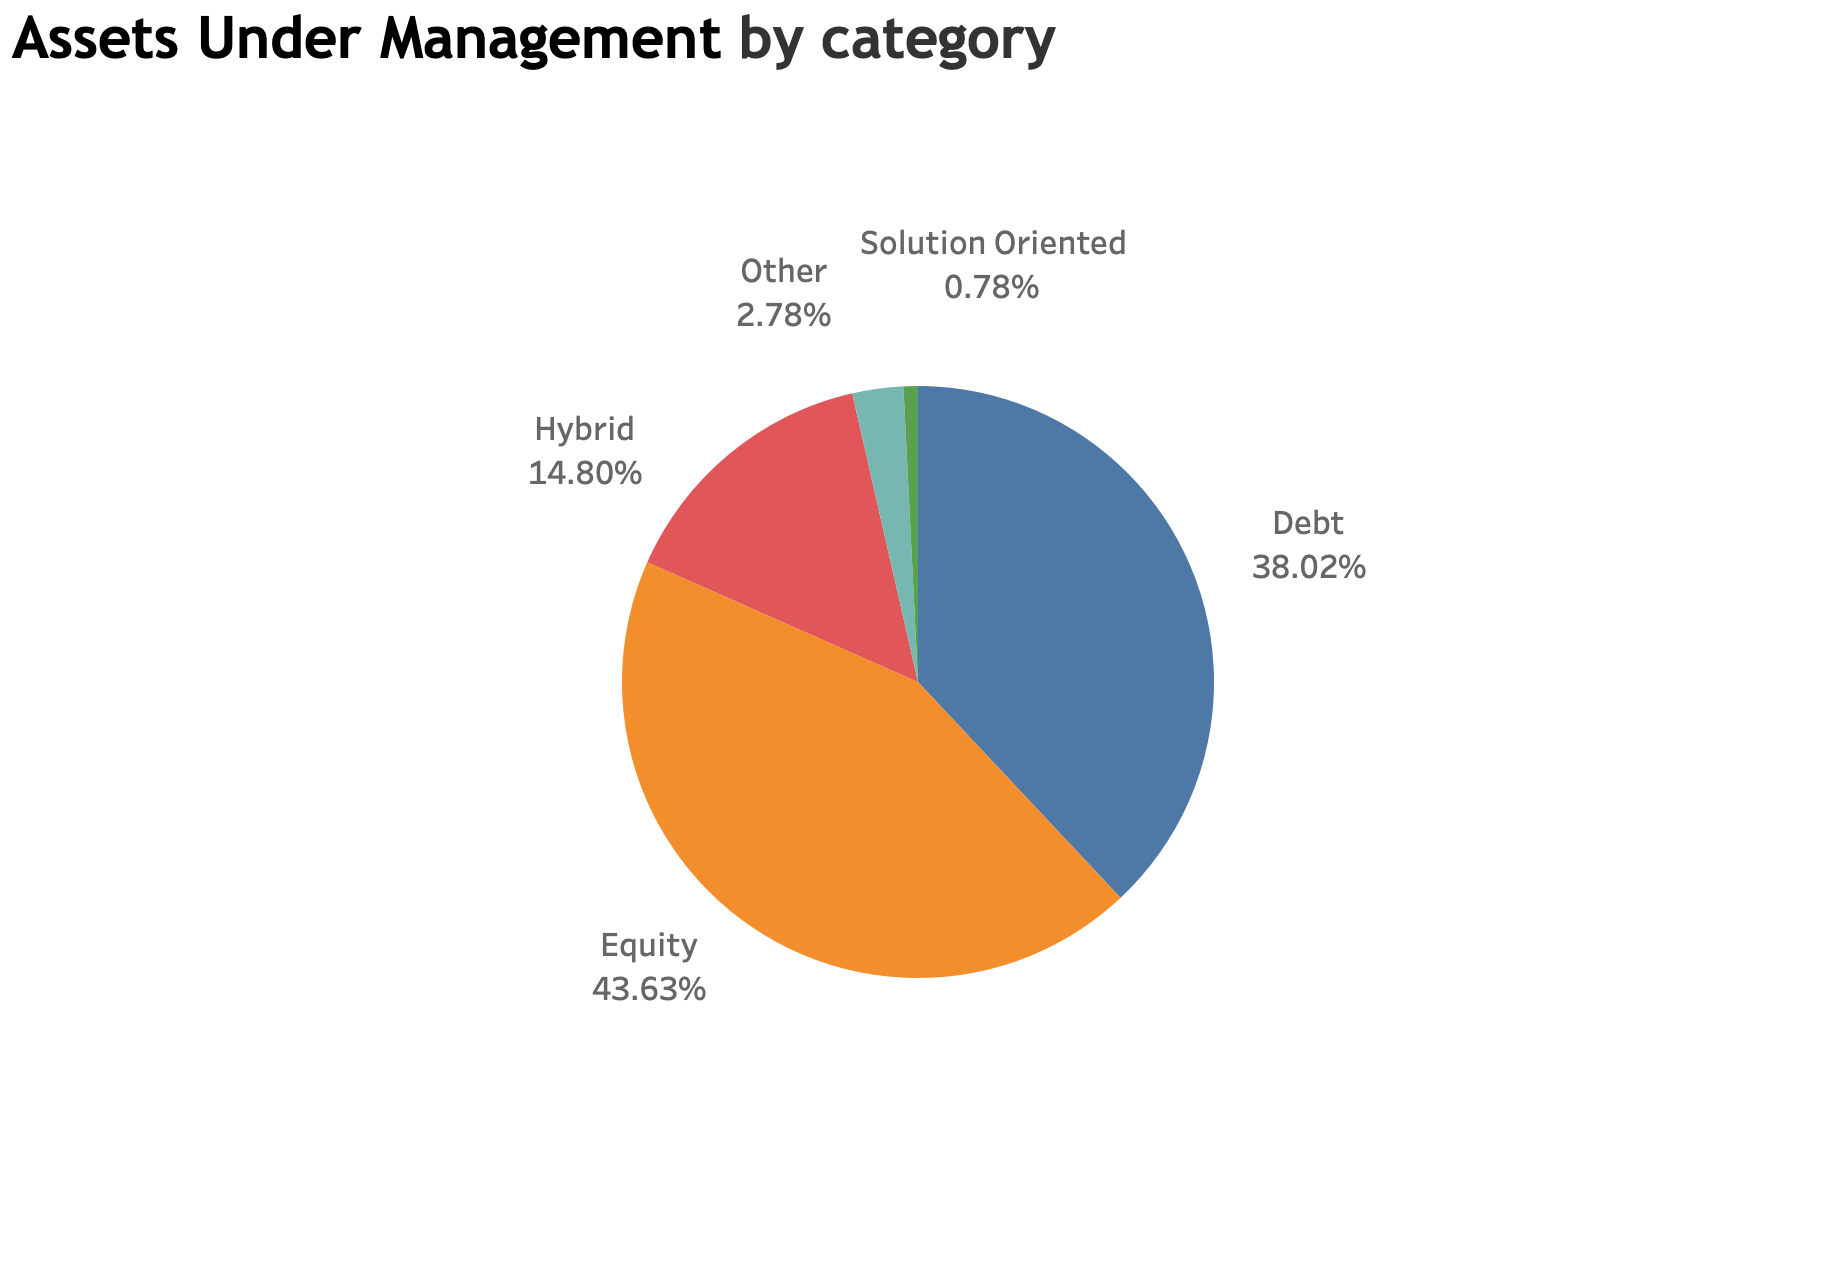 Assets Under Management by category
Solution Oriented
0.78%
Other
2.78%
Hybrid
14.80%
Debt
38.02%
Equity
43.63%